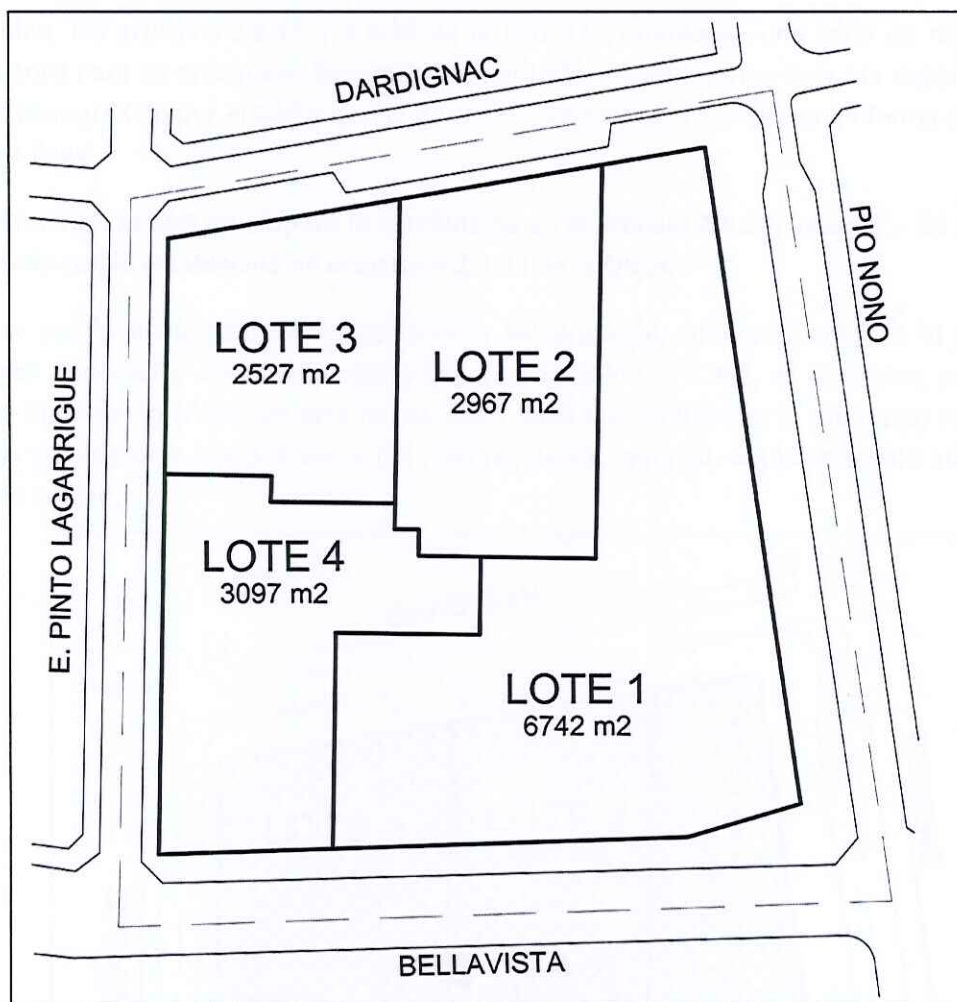 DARDIGNAC
PIO NONO
LOTE 3
2527 m2
LOTE 2
2967 m2
E. PINTO LAGARRIGUE
LOTE 4
3097 m2
LOTE 1
6742 m2
BELLAVISTA